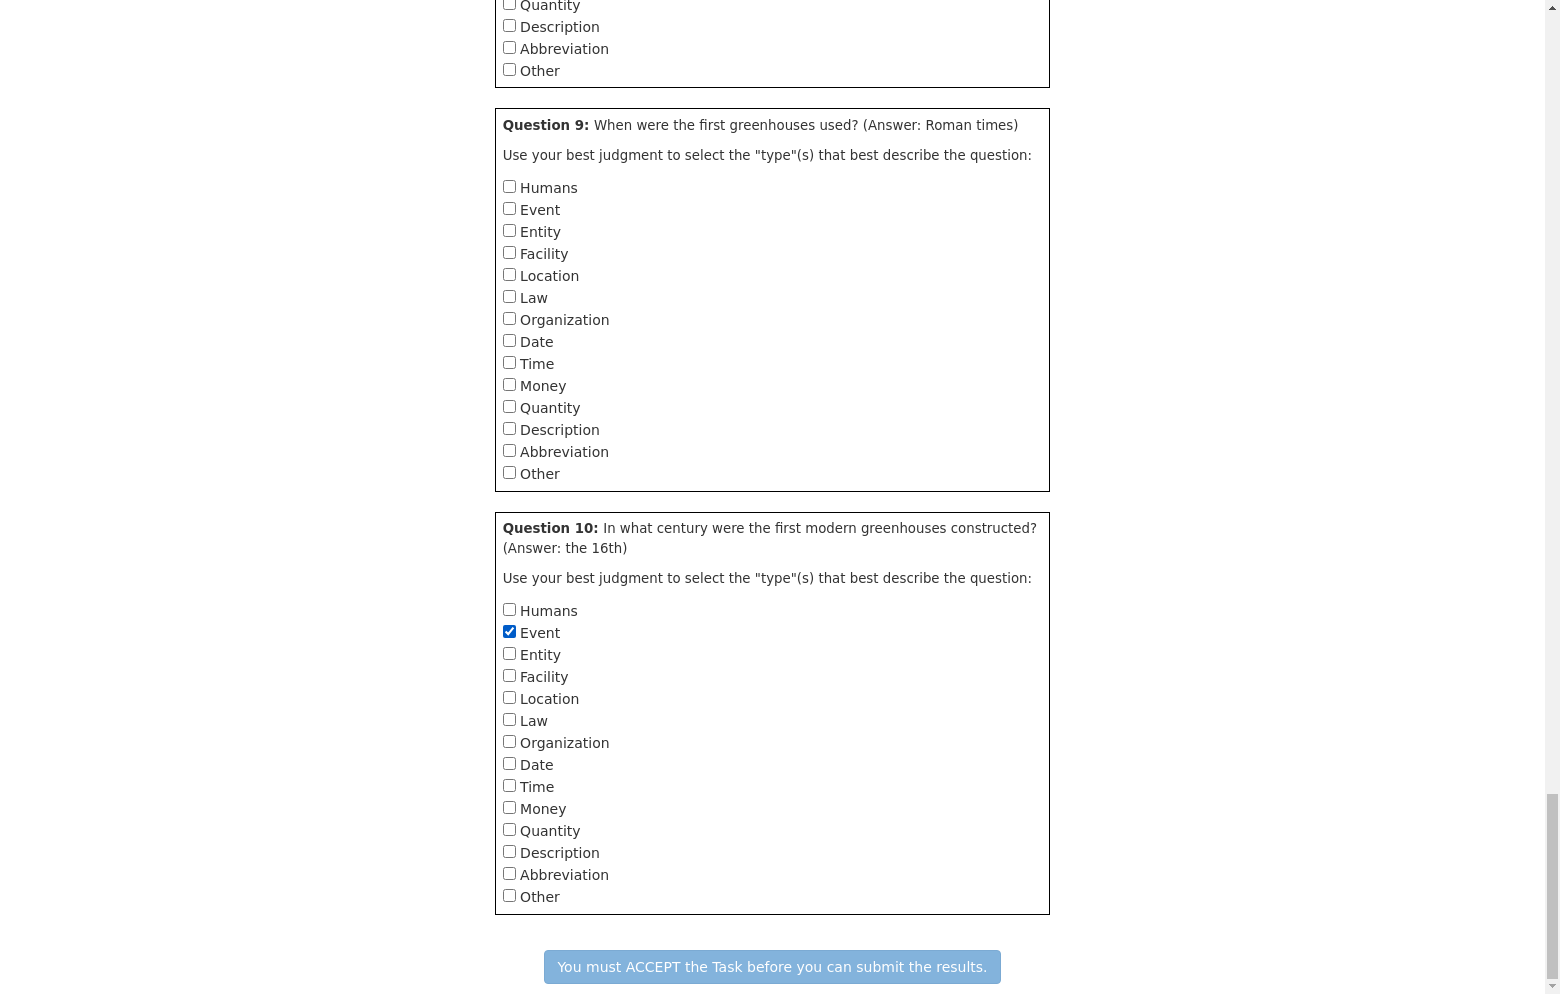 Quantity
Description
Abbreviation
Other
Question 9: When were the first greenhouses used? (Answer: Roman times)
Use your best judgment to select the "type"(s) that best describe the question:
Humans
Event
Entity
Facility
Location
Law
Organization
Date
Time
Money
Quantity
Description
Abbreviation
Other
Question 10: In what century were the first modern greenhouses constructed?
(Answer: the 16th)
Use your best judgment to select the "type"(s) that best describe the question:
Humans
Event
Entity
Facility
Location
Law
Organization
Date
Time
Money
Quantity
Description
Abbreviation
Other
You must ACCEPT the Task before you can submit the results.